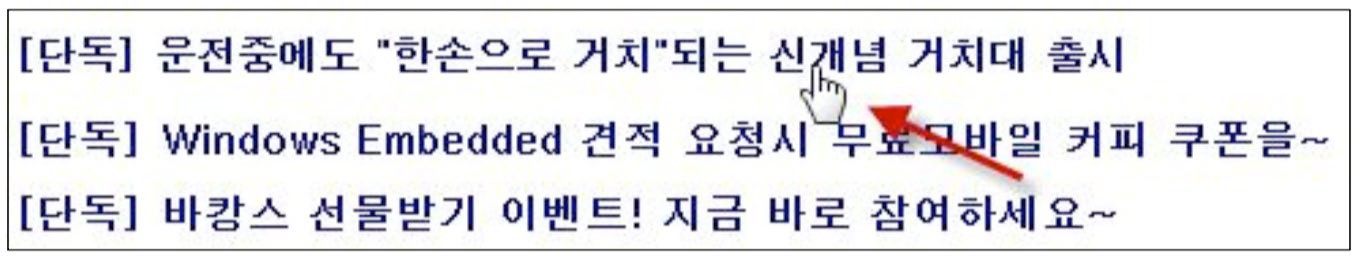 [단독] 운전중에도 "한손으로 거치"되는 신개념 거치대 출시
[단독] Windows Embedded 견적 요청시 무료모바일 커피 쿠폰을~
[단독] 바캉스 선물받기 이벤트! 지금 바로 참여하세요~